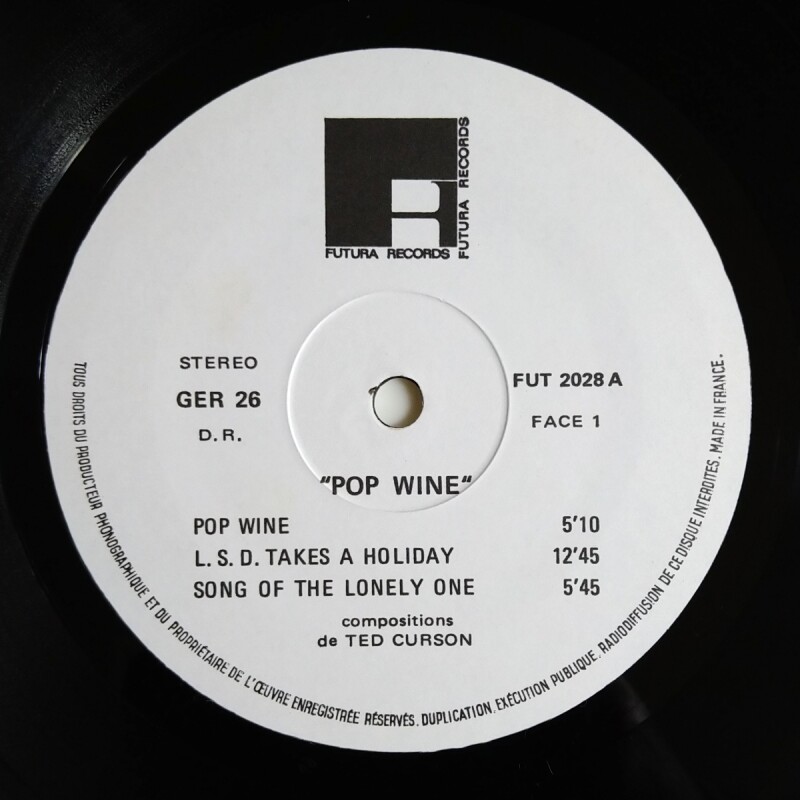 FUTURA RECORDS
FUTURA RECORDS
STEREO
GER 26
D.R.
FUT 2028 A
FACE 1
"POP WINE"
POP WINE 5'10
L. S. D. TAKES A HOLIDAY 12'45
SONG OF THE LONELY ONE 5'45
compositions
de TED CURSON
TOUS DROITS DU PRODUCTEUR PHONOGRAPHIQUE ET DU PROPRIÉTAIRE DE L'ŒUVRE ENREGISTRÉE RÉSERVÉS. DUPLICATION, EXÉCUTION PUBLIQUE, RADIODIFFUSION DE CE DISQUE INTERDITES. MADE IN FRANCE.